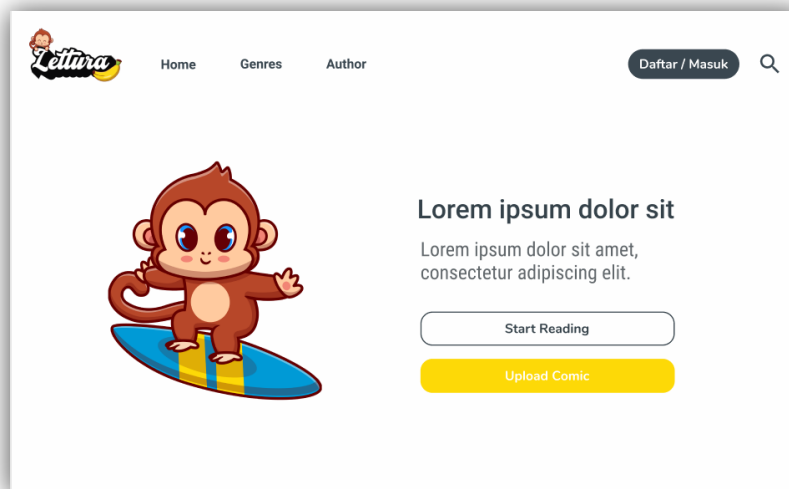 Lettura
Home
Genres
Author
Daftar / Masuk
Lorem ipsum dolor sit
Lorem ipsum dolor sit amet,
consectetur adipiscing elit.
Start Reading
Upload Comic